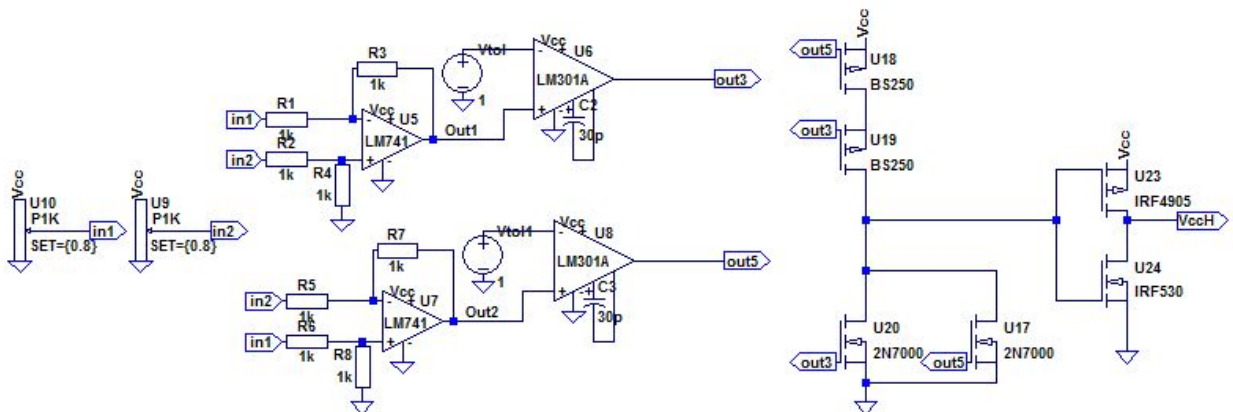 Vcc
U10
P1K
SET={0.8}
in1
Vcc
U9
P1K
SET={0.8}
in2
in1
R1
1k
in2
R2
1k
R3
1k
Vcc
U5
LM741
R4
1k
Out1
Vtol
1
Vcc
U6
LM301A
C2
30p
out3
in2
R5
1k
in1
R6
1k
R7
1k
Vcc
U7
LM741
R8
1k
Out2
Vtol1
1
Vcc
U8
LM301A
C3
30p
out5
Vcc
out5
U18
BS250
out3
U19
BS250
out3
U20
2N7000
out5
U17
2N7000
Vcc
U23
IRF4905
VccH
U24
IRF530